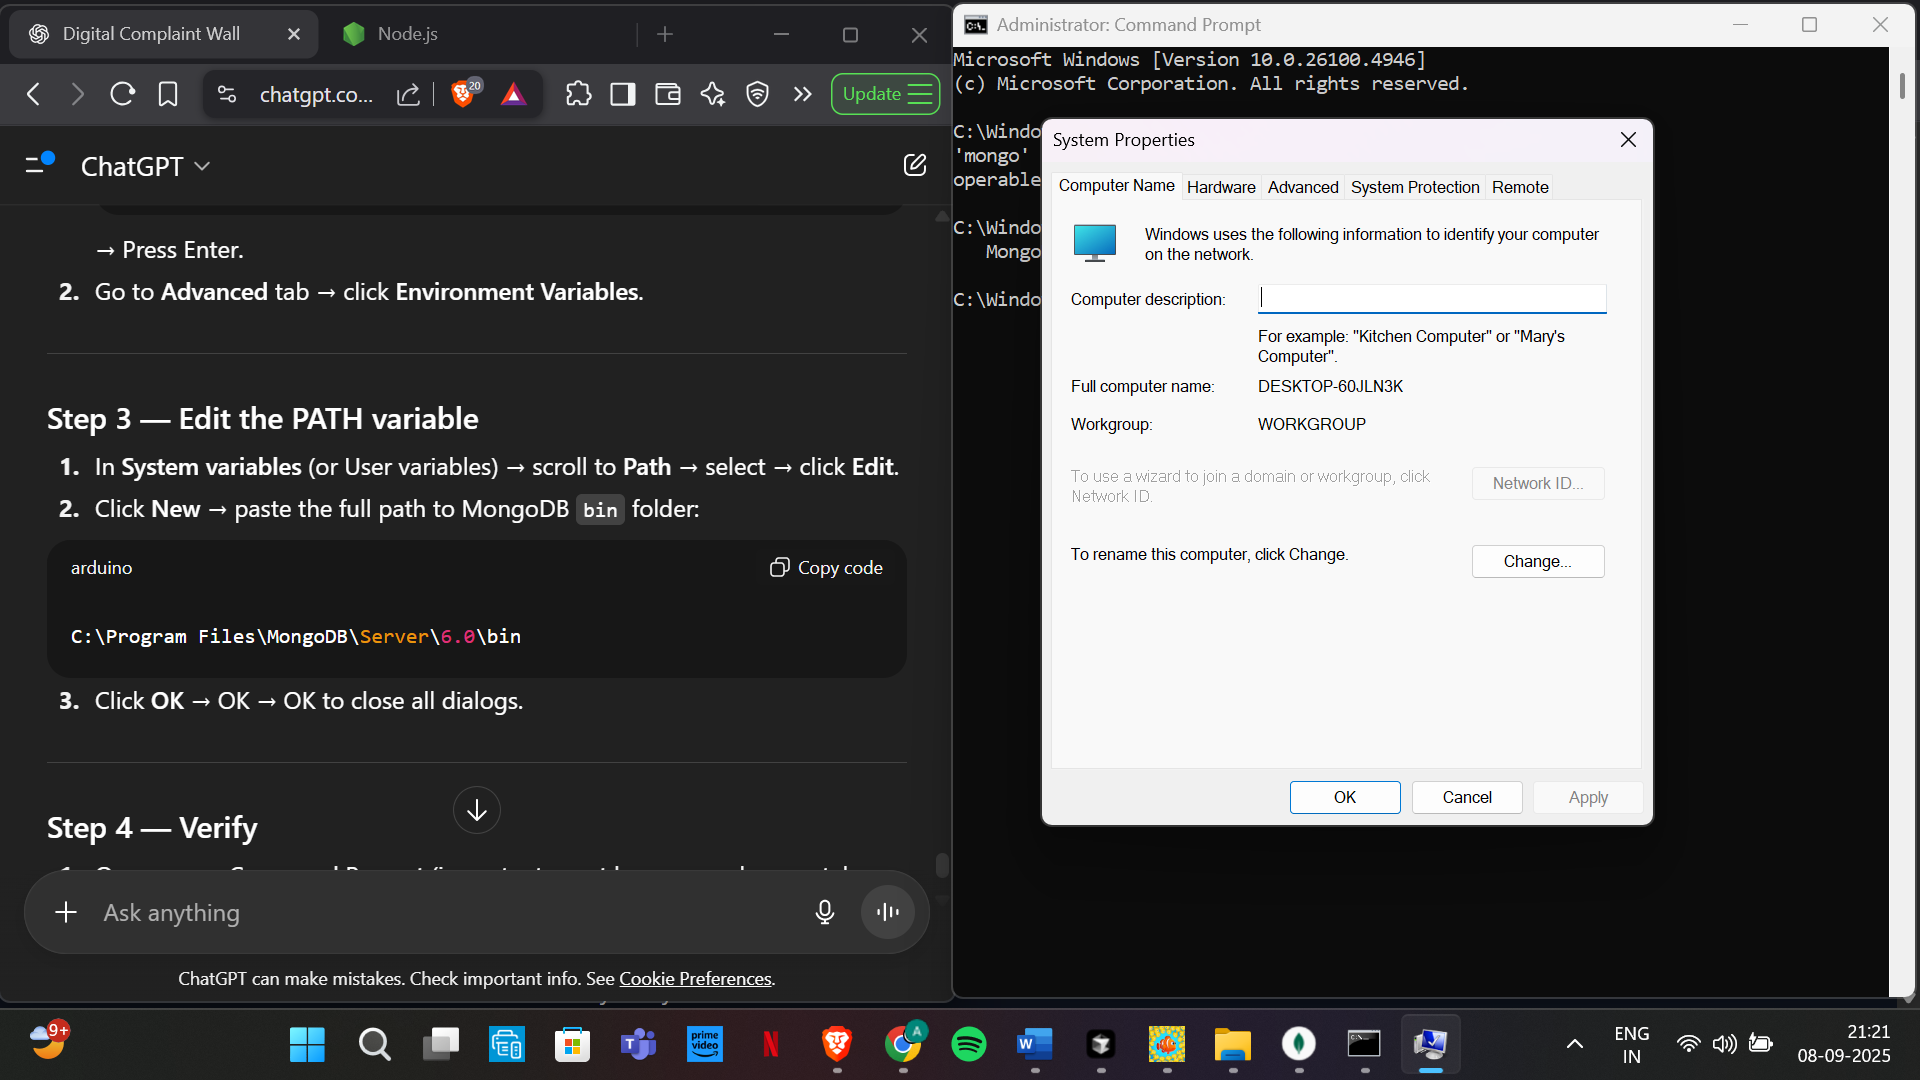 Digital Complaint Wall
Node.js
chatgpt.co...
20
Update
ChatGPT
→ Press Enter.
2. Go to Advanced tab → click Environment Variables.
Step 3 — Edit the PATH variable
1. In System variables (or User variables) → scroll to Path → select → click Edit.
2. Click New → paste the full path to MongoDB bin folder:
arduino
Copy code
C:\Program Files\MongoDB\Server\6.0\bin
3. Click OK → OK → OK to close all dialogs.
Step 4 — Verify
Ask anything
ChatGPT can make mistakes. Check important info. See Cookie Preferences.
Administrator: Command Prompt
Microsoft Windows [Version 10.0.26100.4946]
(c) Microsoft Corporation. All rights reserved.
C:\Windo
'mongo'
operable
C:\Windo
Mongo
C:\Windo
System Properties
Computer Name
Hardware
Advanced
System Protection
Remote
Windows uses the following information to identify your computer
on the network.
Computer description:
For example: "Kitchen Computer" or "Mary's
Computer".
Full computer name:
DESKTOP-60JLN3K
Workgroup:
WORKGROUP
To use a wizard to join a domain or workgroup, click
Network ID.
Network ID...
To rename this computer, click Change.
Change...
OK
Cancel
Apply
9+
prime
video
N
A
W
ENG
IN
21:21
08-09-2025